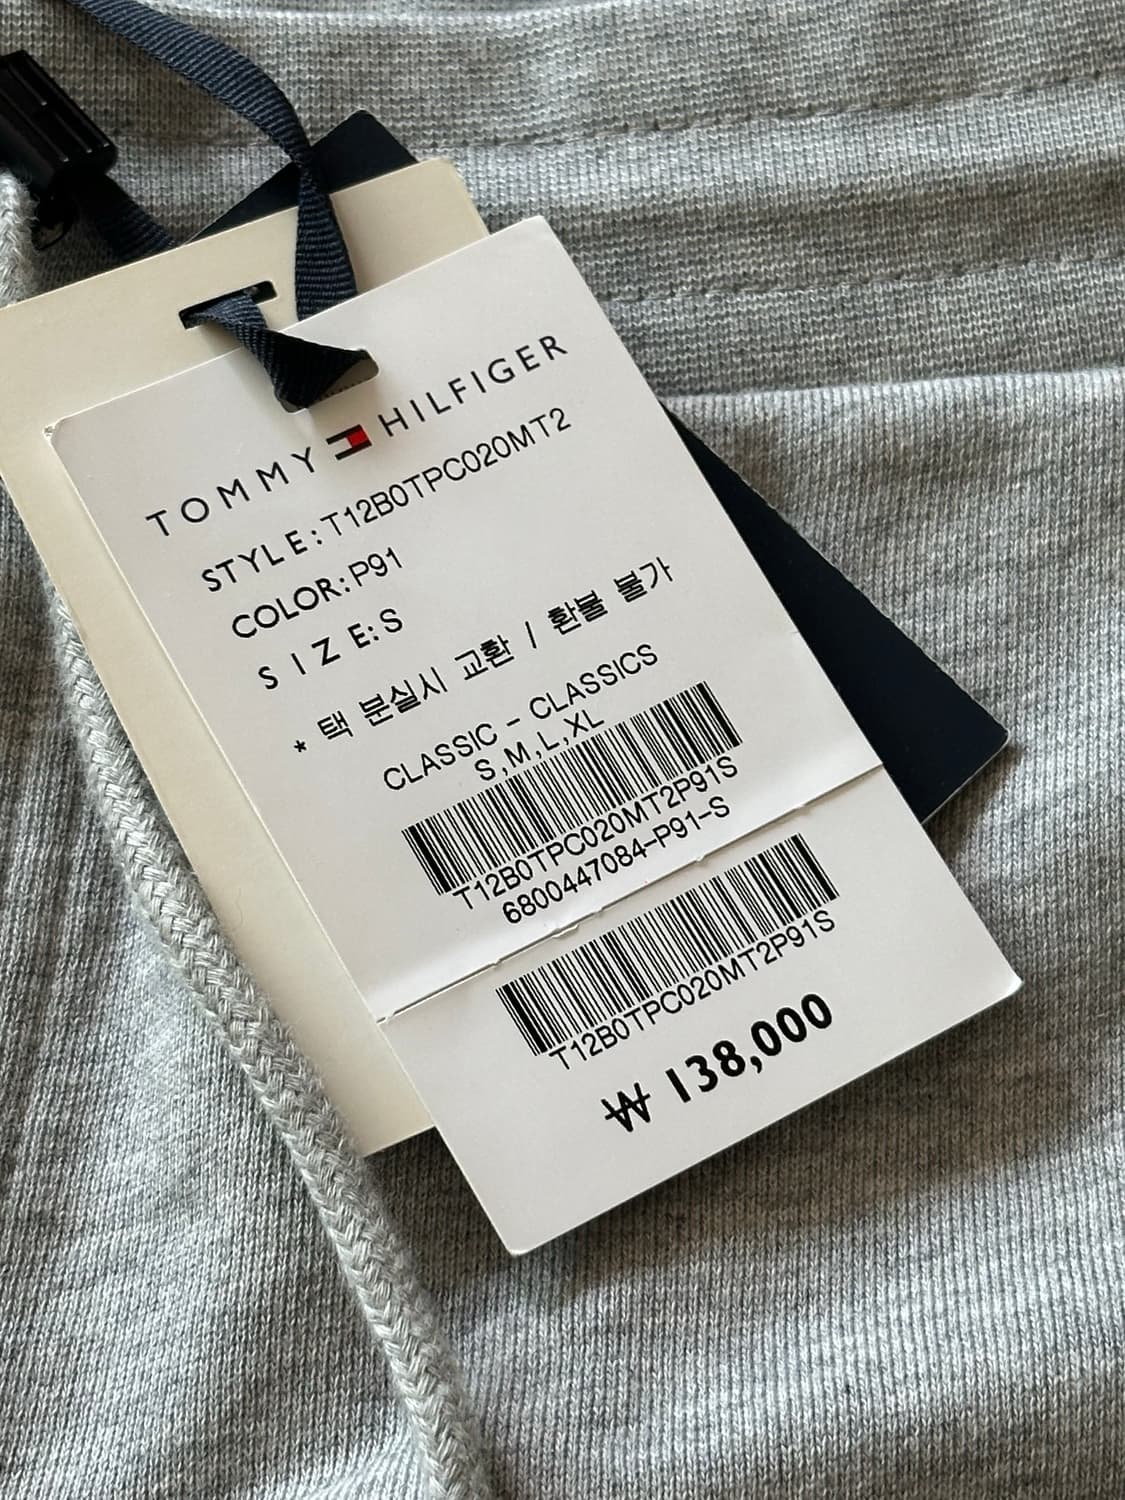 TOMMY HILFIGER
STYLE:T12B0TPC020MT2
COLOR:P91
SIZE:S
* 택 분실시 교환 / 환불 불가
CLASSIC - CLASSICS
S,M,L,XL
T12B0TPC020MT2P91S
6800447084-P91-S
T12B0TPC020MT2P91S
₩ 138,000